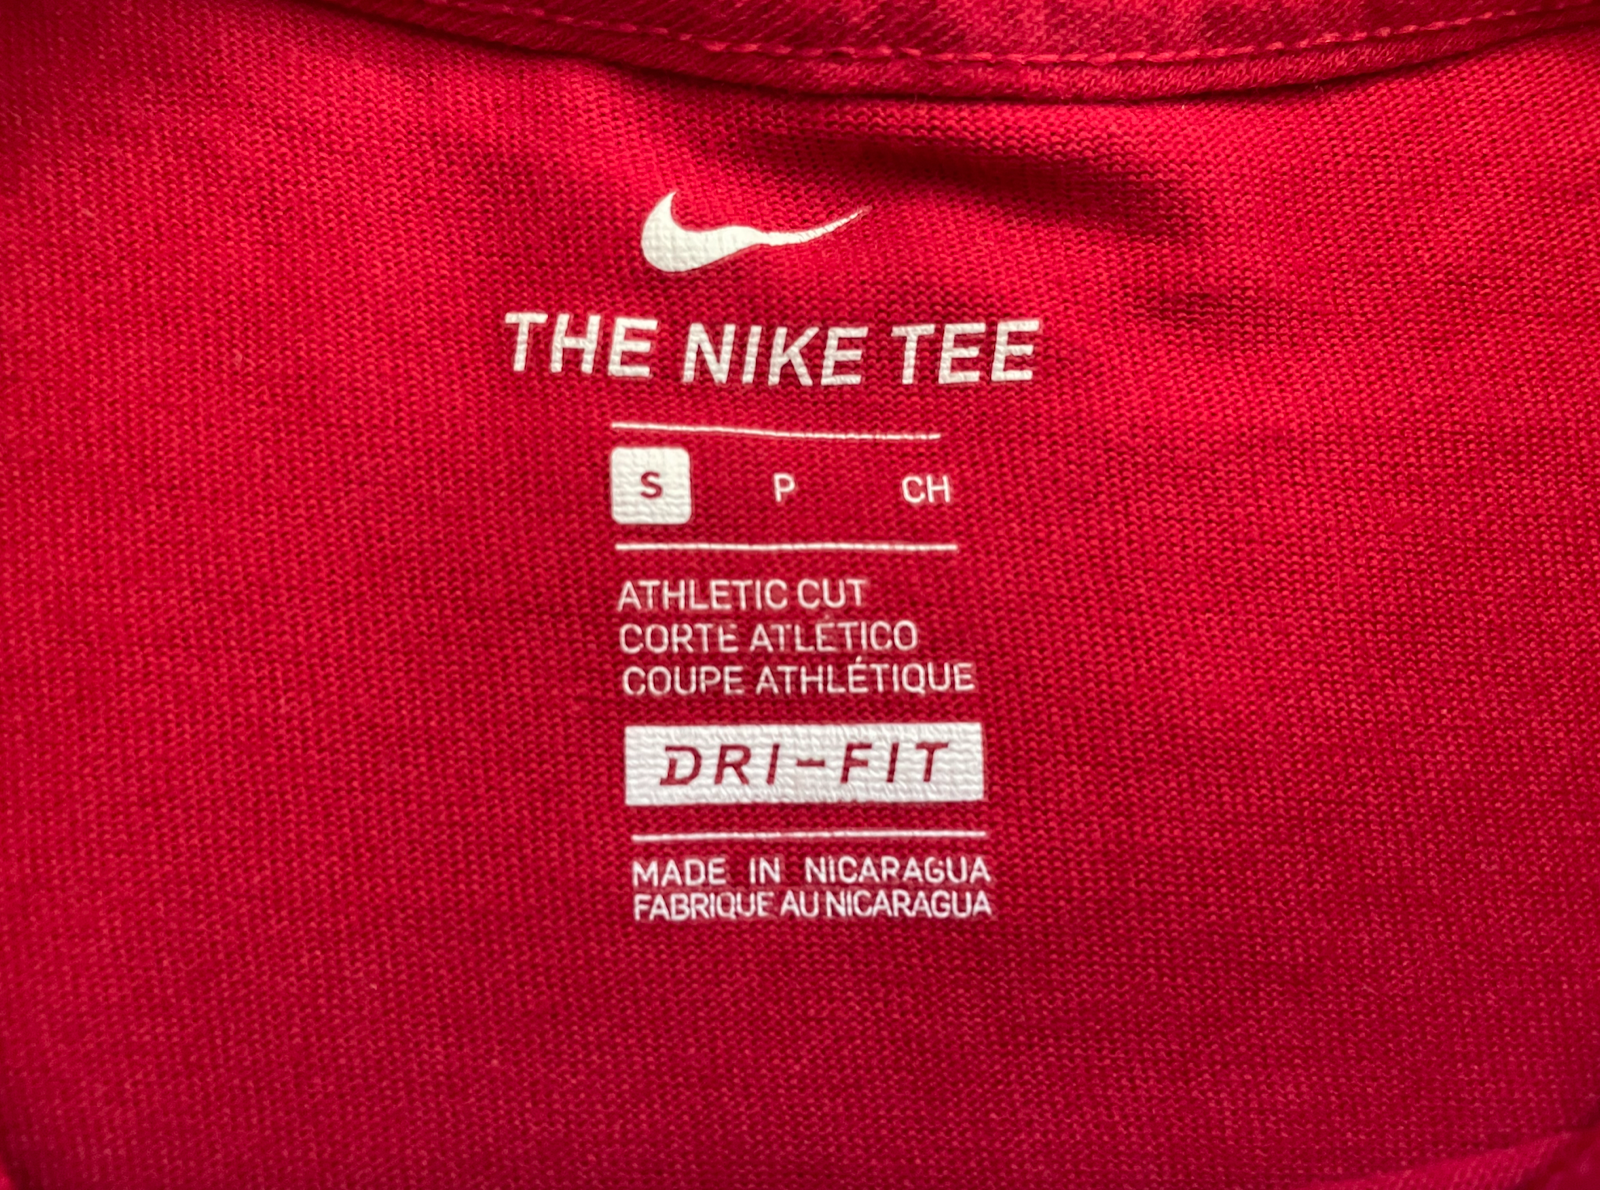 THE NIKE TEE
S P CH
ATHLETIC CUT
CORTE ATLÉTICO
COUPE ATHLÉTIQUE
DRI-FIT
MADE IN NICARAGUA
FABRIQUE AU NICARAGUA